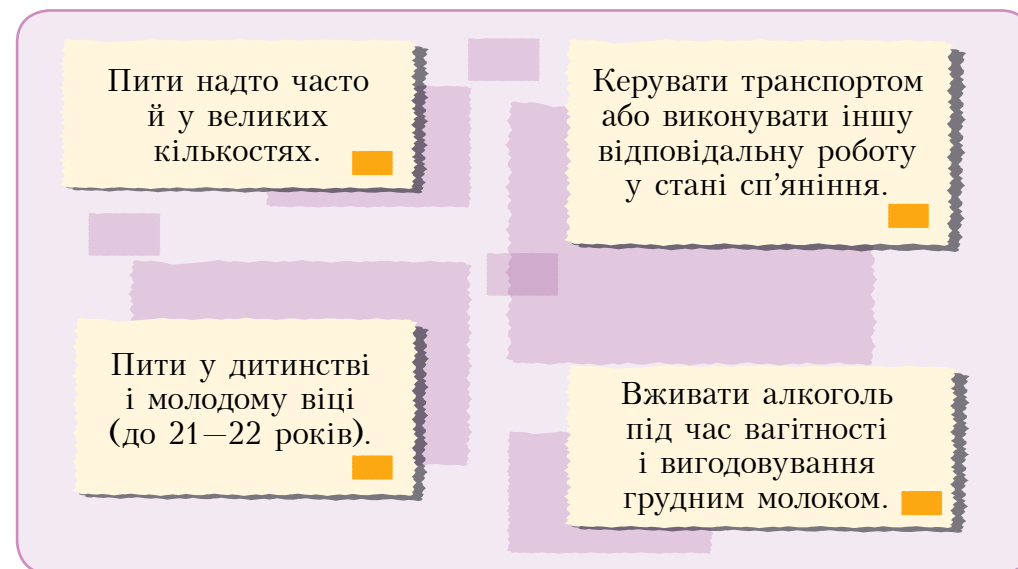 Пити надто часто
й у великих
кількостях.
Керувати транспортом
або виконувати іншу
відповідальну роботу
у стані сп’яніння.
Пити у дитинстві
і молодому віці
(до 21—22 років).
Вживати алкоголь
під час вагітності
і вигодовування
грудним молоком.